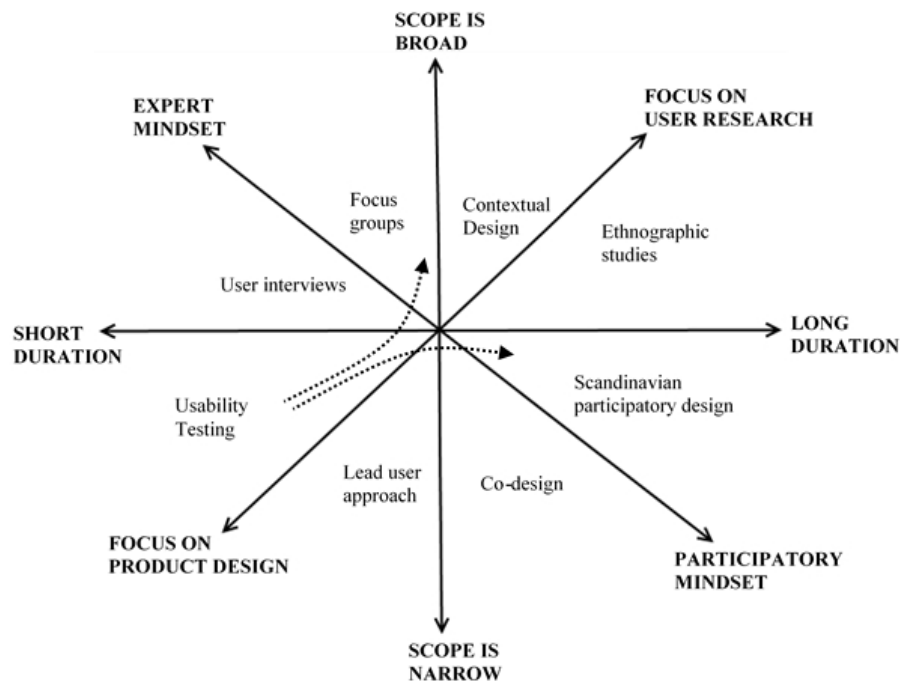 SCOPE IS
BROAD
EXPERT
MINDSET
FOCUS ON
USER RESEARCH
Focus
groups
Contextual
Design
Ethnographic
studies
User interviews
SHORT
DURATION
LONG
DURATION
Usability
Testing
Scandinavian
participatory design
Lead user
approach
Co-design
FOCUS ON
PRODUCT DESIGN
PARTICIPATORY
MINDSET
SCOPE IS
NARROW